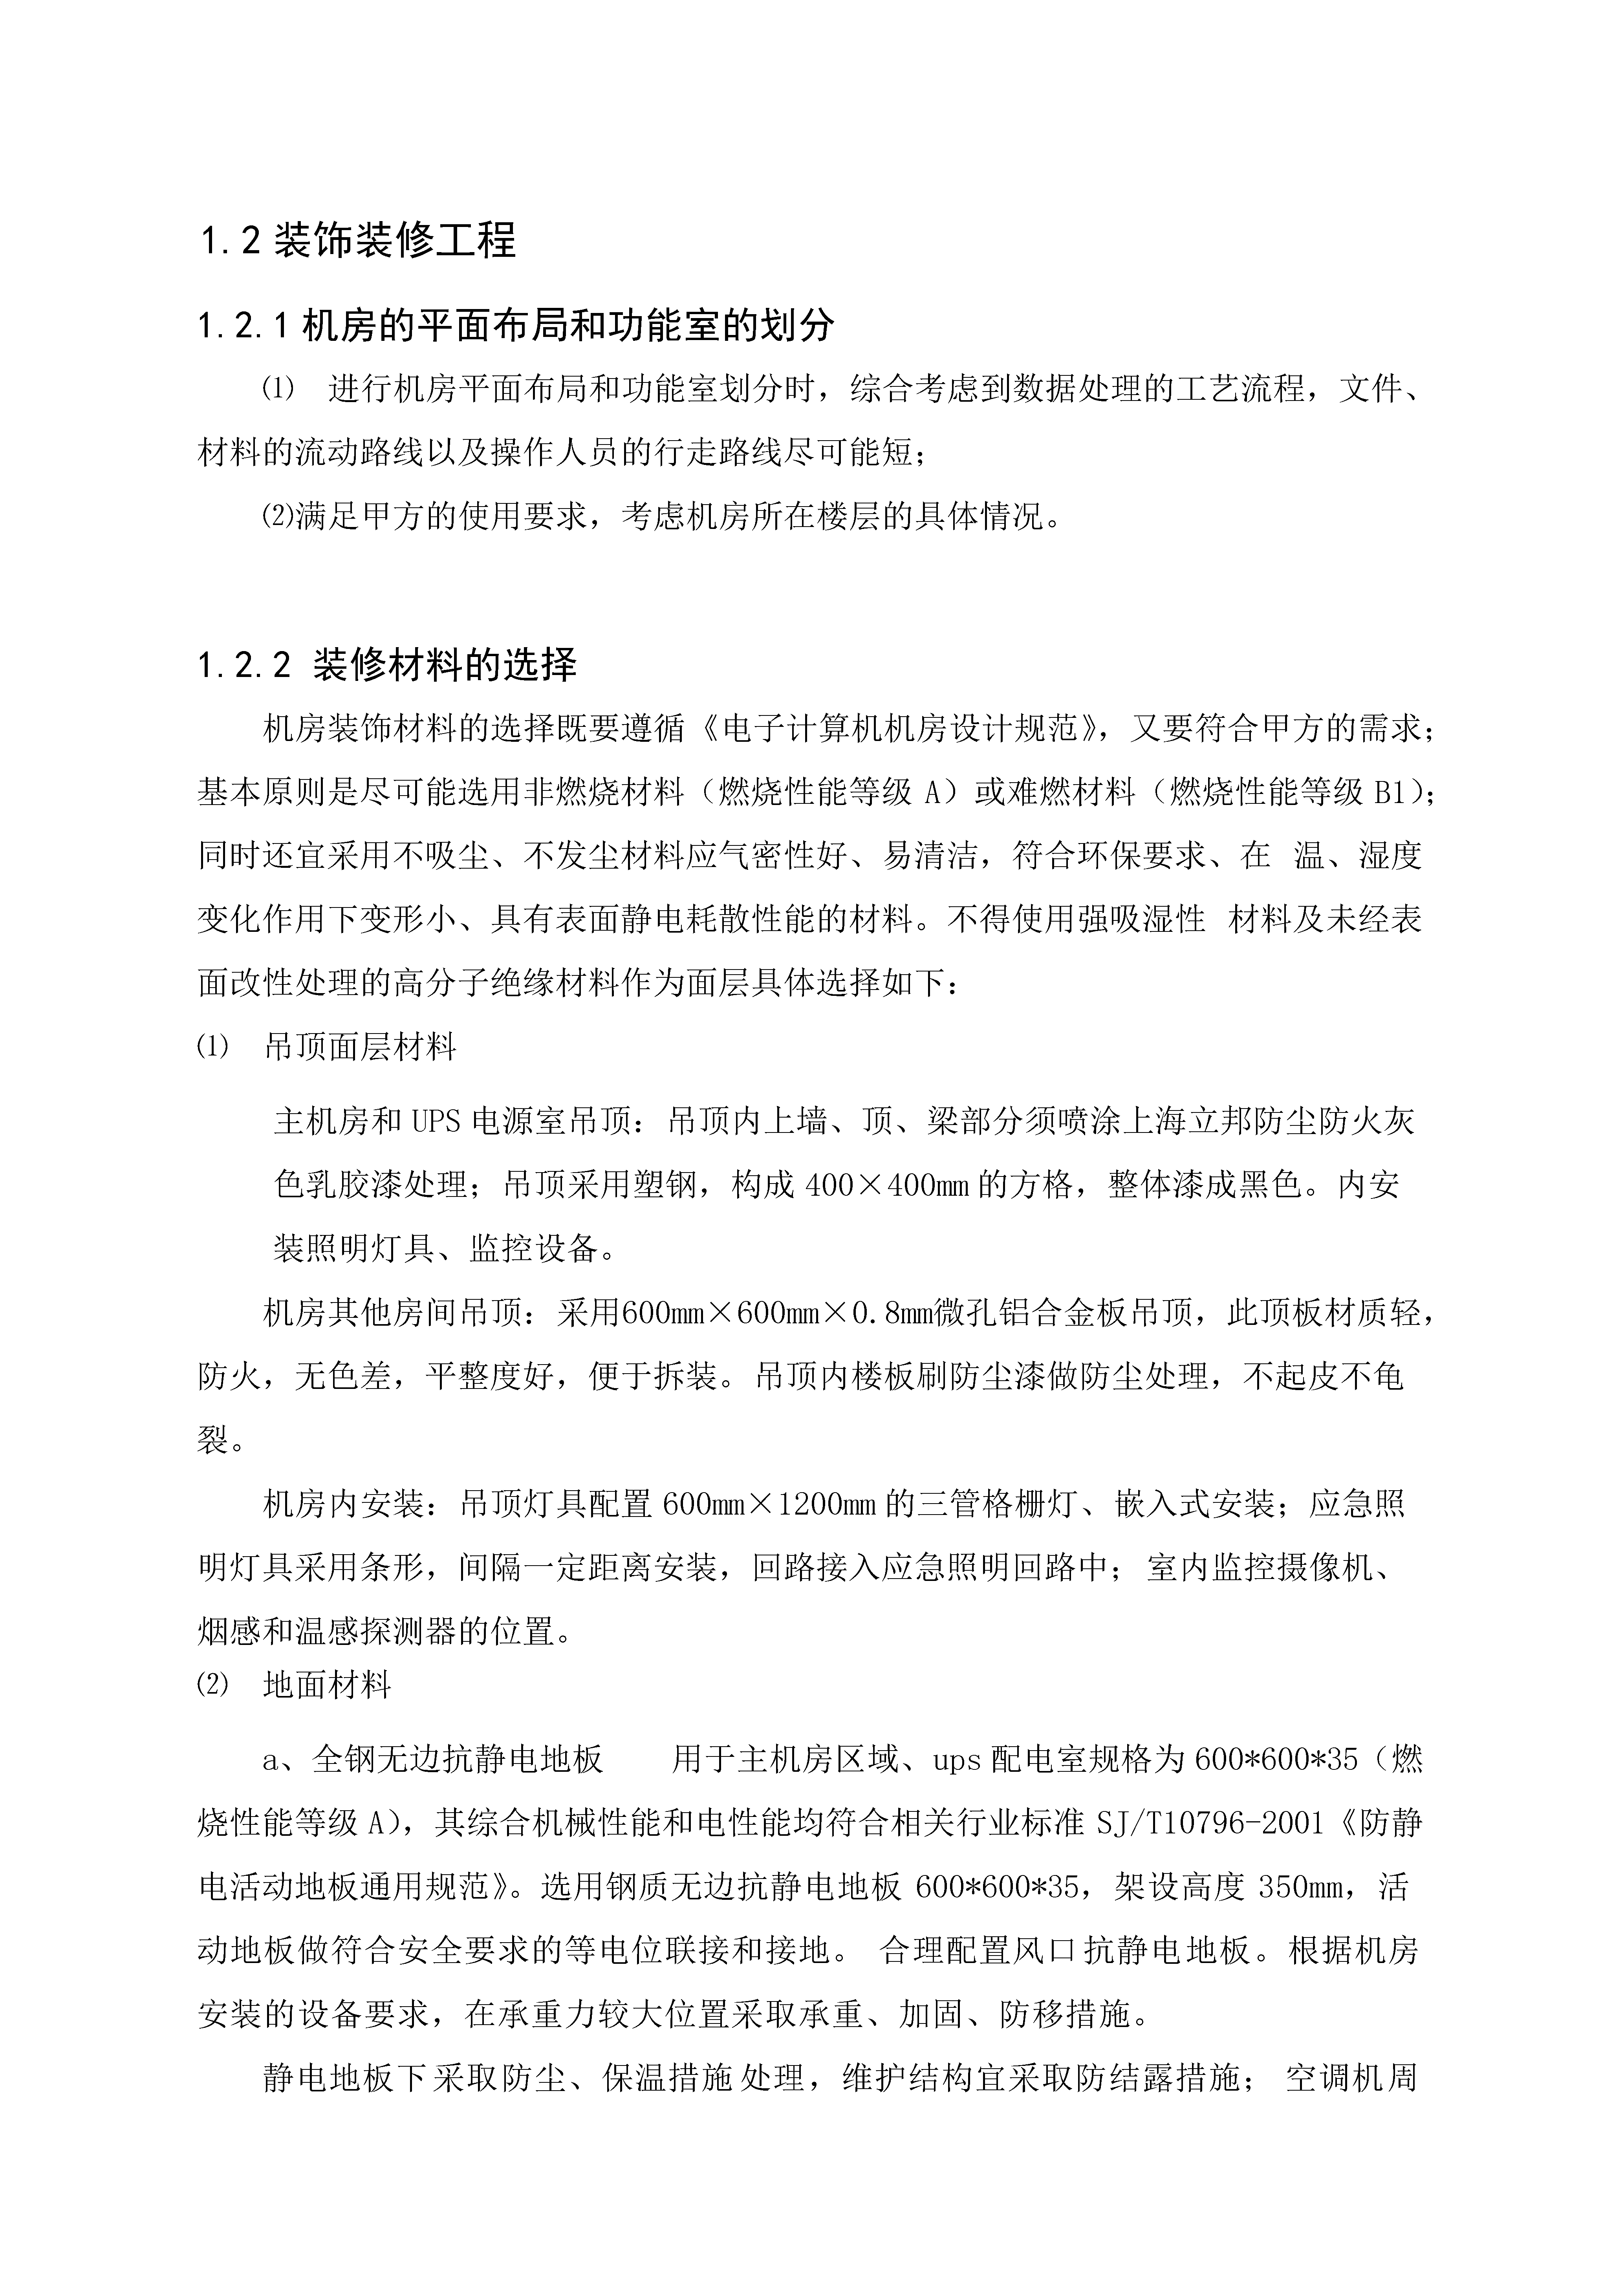 1.2 装饰装修工程
1.2.1 机房的平面布局和功能室的划分
⑴ 进行机房平面布局和功能室划分时，综合考虑到数据处理的工艺流程，文件、
材料的流动路线以及操作人员的行走路线尽可能短；
⑵满足甲方的使用要求，考虑机房所在楼层的具体情况。
1.2.2 装修材料的选择
机房装饰材料的选择既要遵循《电子计算机机房设计规范》，又要符合甲方的需求；
基本原则是尽可能选用非燃烧材料（燃烧性能等级 A）或难燃材料（燃烧性能等级 B1）；
同时还宜采用不吸尘、不发尘材料应气密性好、易清洁，符合环保要求、在 温、湿度
变化作用下变形小、具有表面静电耗散性能的材料。不得使用强吸湿性 材料及未经表
面改性处理的高分子绝缘材料作为面层具体选择如下：
⑴ 吊顶面层材料
主机房和 UPS 电源室吊顶：吊顶内上墙、顶、梁部分须喷涂上海立邦防尘防火灰
色乳胶漆处理；吊顶采用塑钢，构成 400×400mm 的方格，整体漆成黑色。内安
装照明灯具、监控设备。
机房其他房间吊顶：采用600mm×600mm×0.8mm微孔铝合金板吊顶，此顶板材质轻，
防火，无色差，平整度好，便于拆装。吊顶内楼板刷防尘漆做防尘处理，不起皮不龟
裂。
机房内安装：吊顶灯具配置 600mm×1200mm 的三管格栅灯、嵌入式安装；应急照
明灯具采用条形，间隔一定距离安装，回路接入应急照明回路中； 室内监控摄像机、
烟感和温感探测器的位置。
⑵ 地面材料
a、全钢无边抗静电地板 用于主机房区域、ups 配电室规格为 600*600*35（燃
烧性能等级 A），其综合机械性能和电性能均符合相关行业标准 SJ/T10796-2001《防静
电活动地板通用规范》。选用钢质无边抗静电地板 600*600*35，架设高度 350mm，活
动地板做符合安全要求的等电位联接和接地。 合理配置风口抗静电地板。根据机房
安装的设备要求，在承重力较大位置采取承重、加固、防移措施。
静电地板下采取防尘、保温措施处理，维护结构宜采取防结露措施； 空调机周